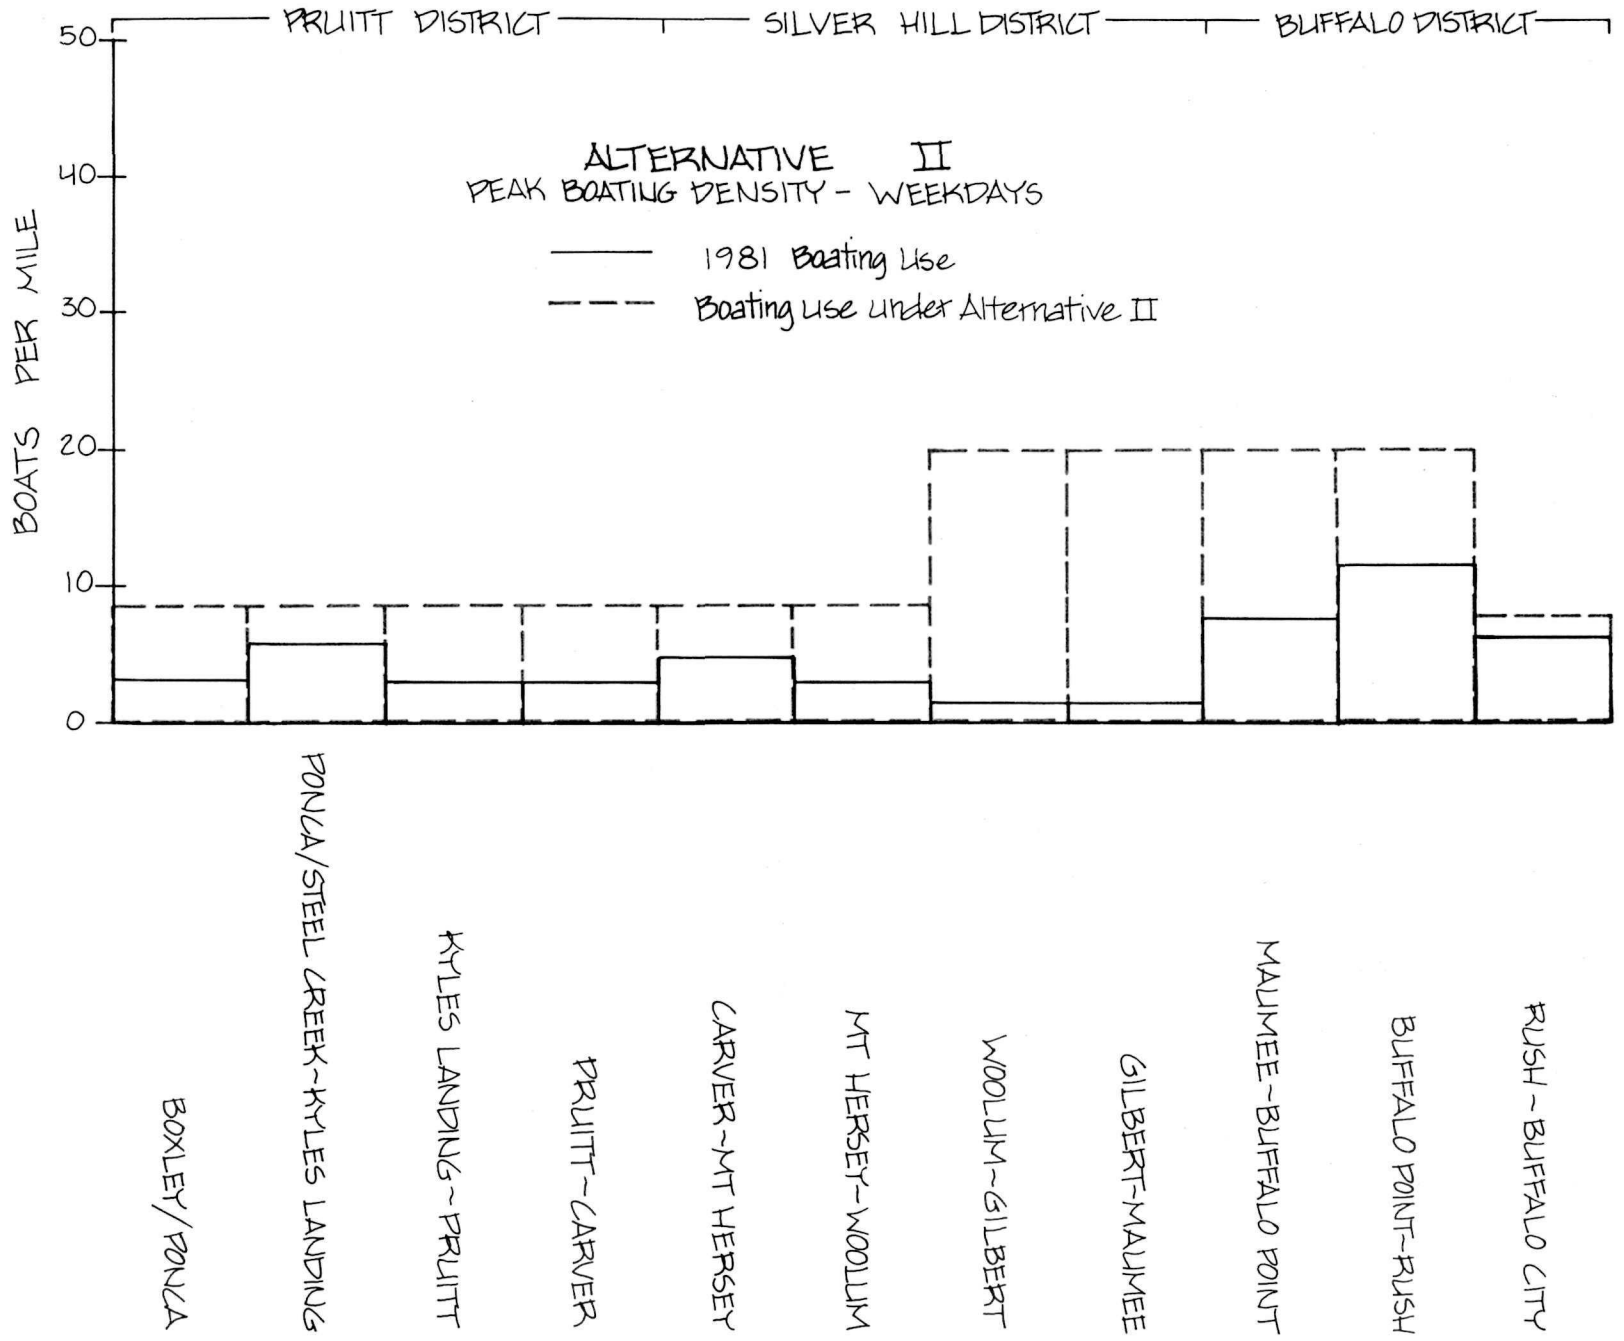 PRUITT DISTRICT
SILVER HILL DISTRICT
BUFFALO DISTRICT
50
40
30
20
10
0
BOATS PER MILE
ALTERNATIVE II
PEAK BOATING DENSITY - WEEKDAYS
1981 Boating Use
Boating Use Under Alternative II
BOXLEY/PONCA
PONCA/STEEL CREEK~KYLES LANDING
KYLES LANDING~PRUITT
PRUITT~CARVER
CARVER~MT HERSEY
MT HERSEY~WOOLUM
WOOLUM~GILBERT
GILBERT~MAUMEE
MAUMEE~BUFFALO POINT
BUFFALO POINT~RUSH
RUSH~BUFFALO CITY